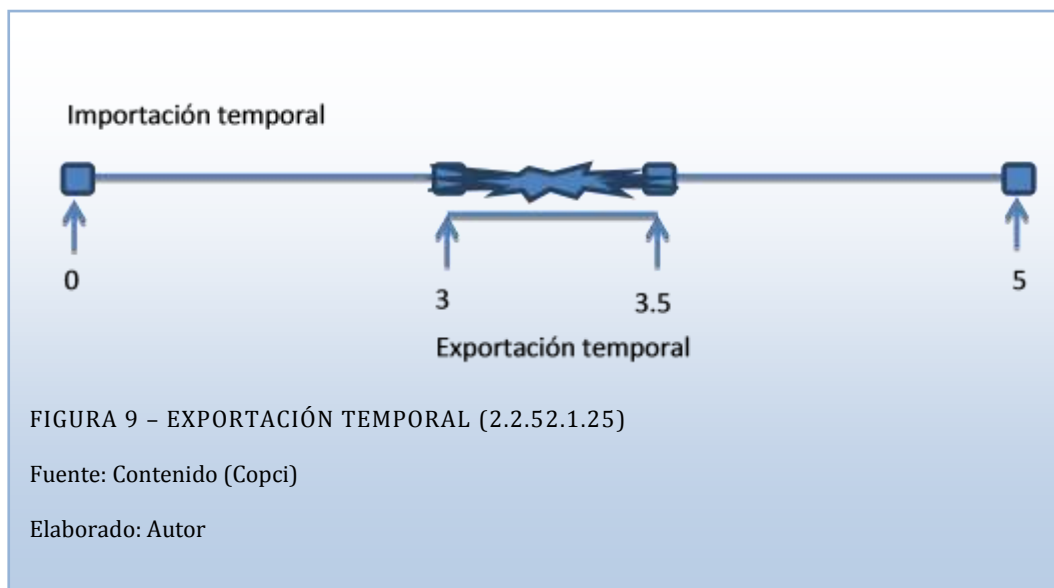 Importación temporal
0
3
3.5
5
Exportación temporal
FIGURA 9 – EXPORTACIÓN TEMPORAL (2.2.52.1.25)
Fuente: Contenido (Copci)
Elaborado: Autor